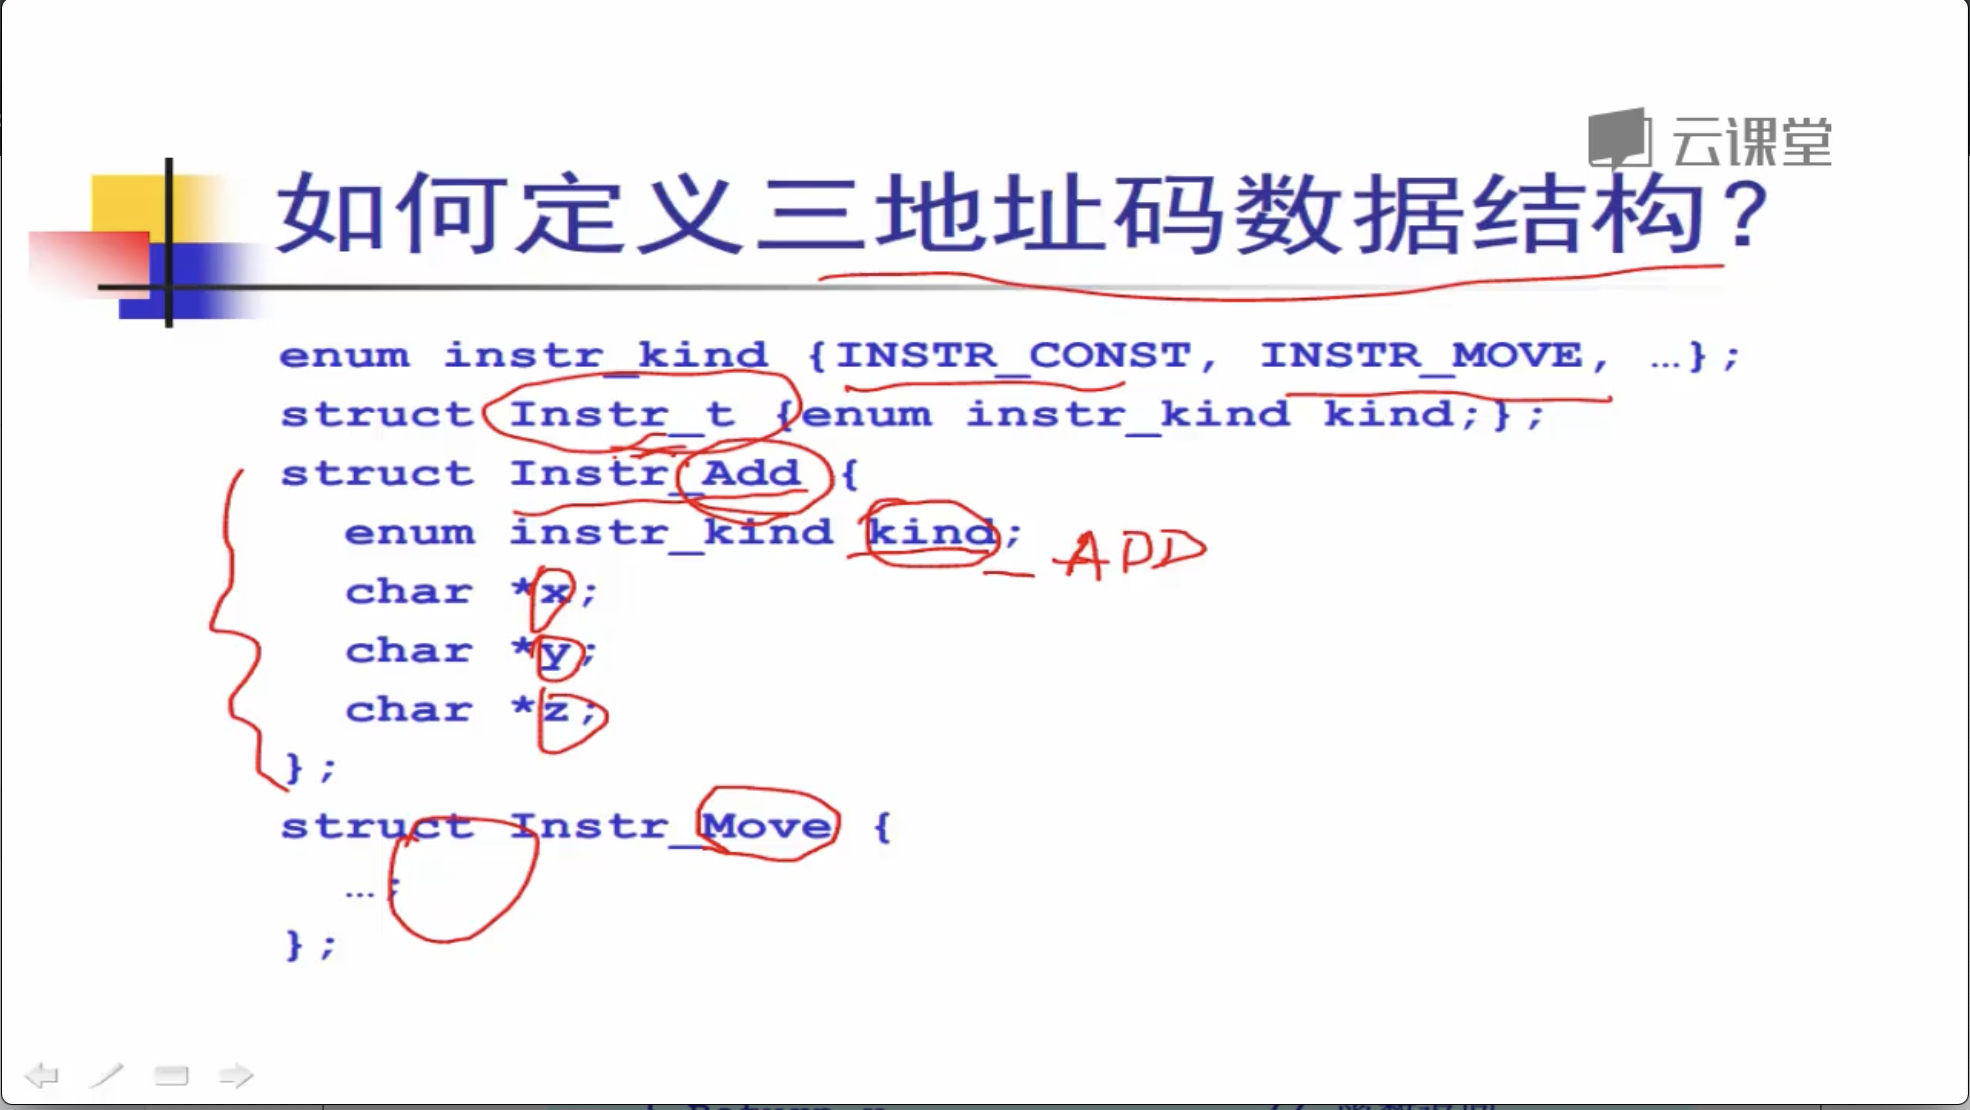 云课堂
如何定义三地址码数据结构?
enum instr_kind {INSTR_CONST, INSTR_MOVE, …};
struct Instr_t {enum instr_kind kind;};
struct Instr_Add {
enum instr_kind kind;
ADD
char *x;
char *y;
char *z;
};
struct Instr_Move {
…;
};